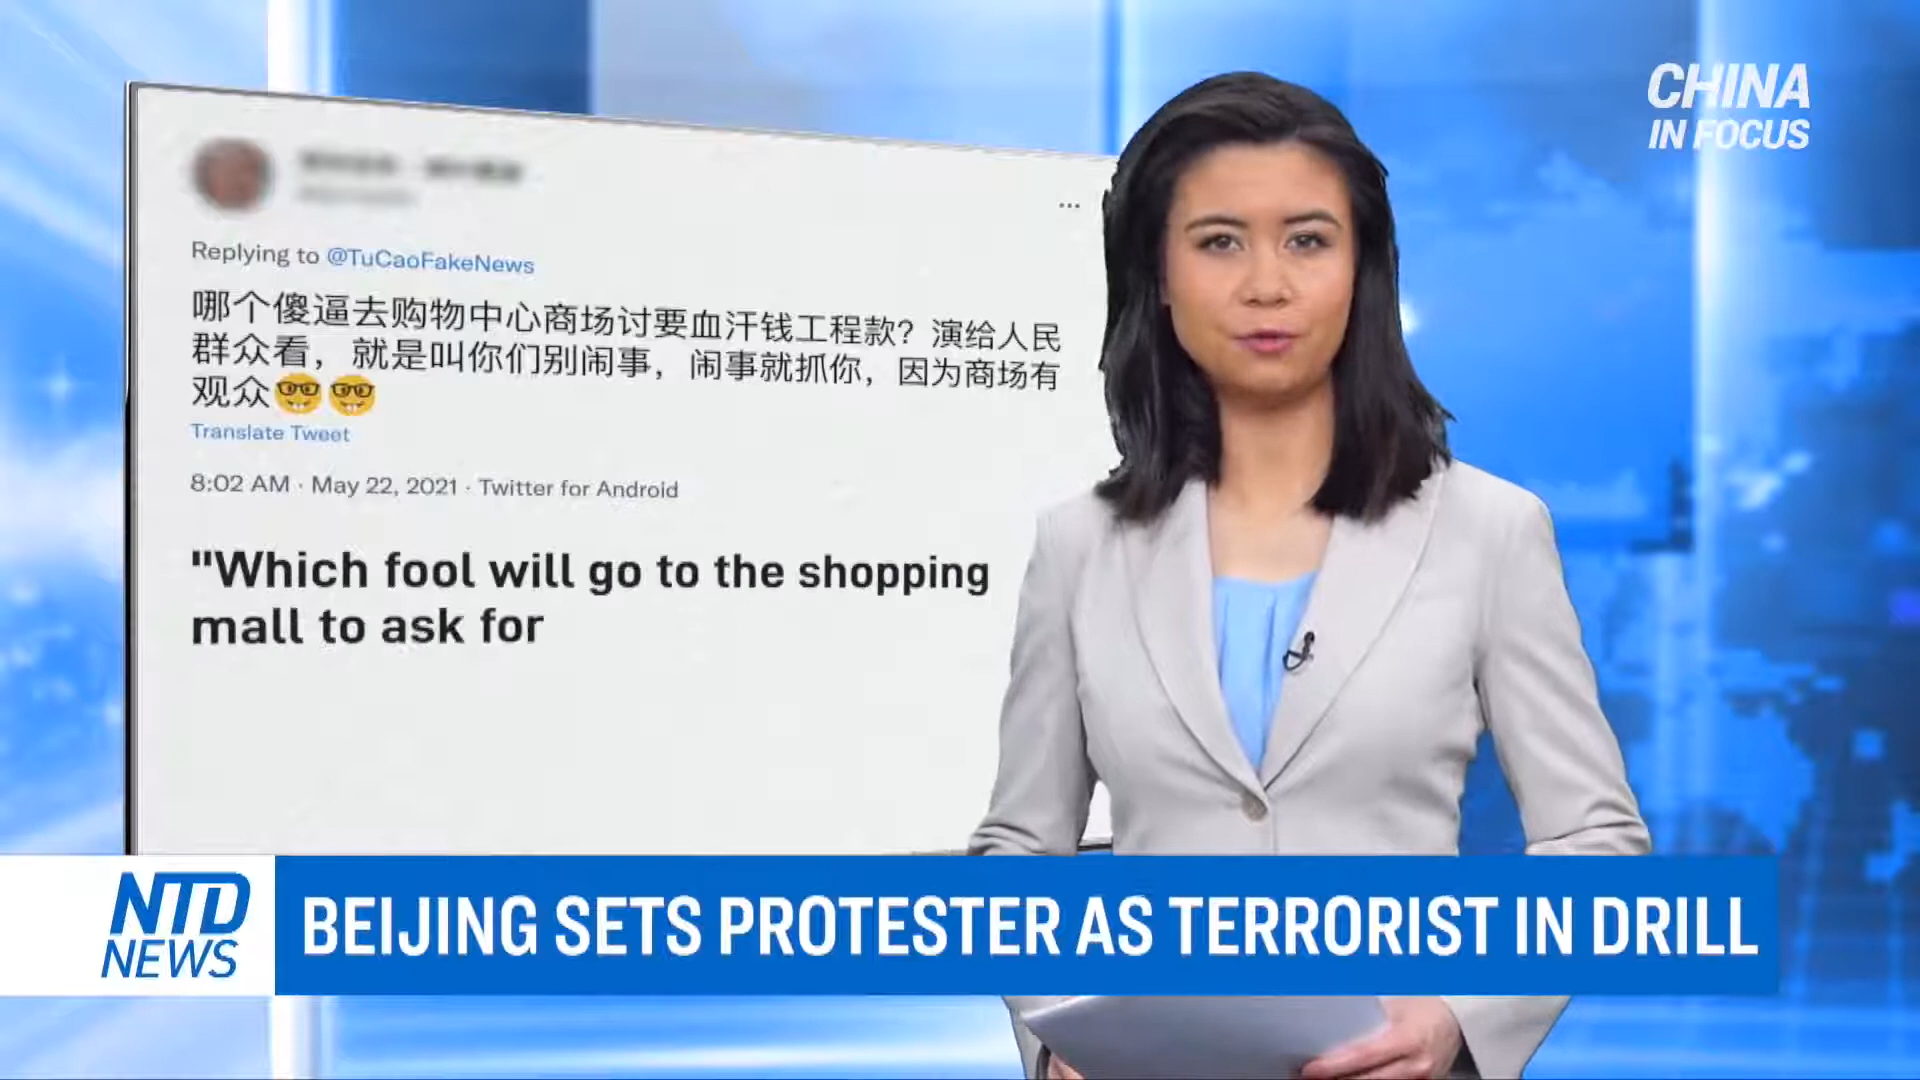 CHINA
IN FOCUS
...
Replying to @TuCaoFakeNews
哪个傻逼去购物中心商场讨要血汗钱工程款？演给人民
群众看，就是叫你们别闹事，闹事就抓你，因为商场有
观众🤓🤓
Translate Tweet
8:02 AM · May 22, 2021 · Twitter for Android
"Which fool will go to the shopping
mall to ask for
NTD
NEWS
BEIJING SETS PROTESTER AS TERRORIST IN DRILL